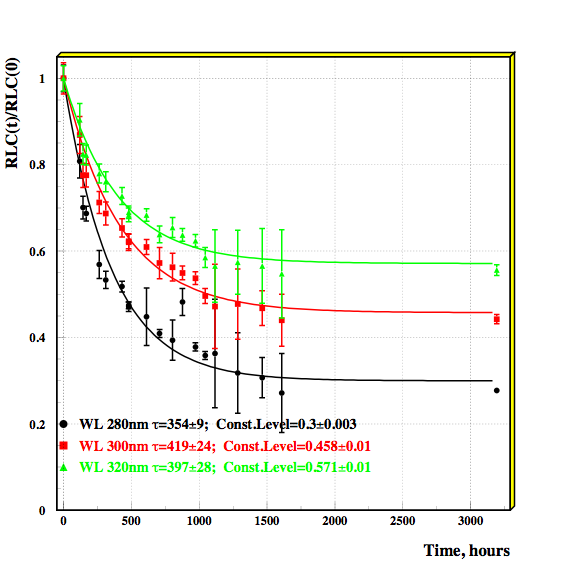 RLC(t)/RLC(0)
1
0.8
0.6
0.4
0.2
0
WL 280nm τ=354±9; Const.Level=0.3±0.003
WL 300nm τ=419±24; Const.Level=0.458±0.01
WL 320nm τ=397±28; Const.Level=0.571±0.01
0 500 1000 1500 2000 2500 3000
Time, hours